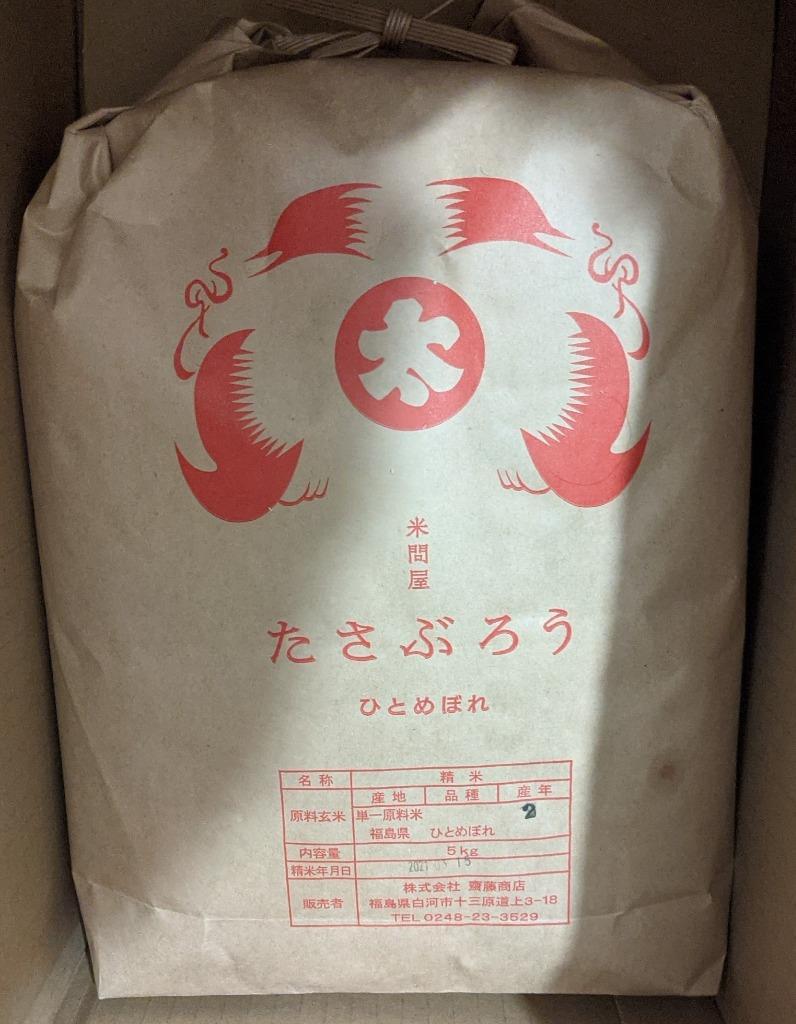 米問屋
たさぶろう
ひとめぼれ
名称 精米
原料玄米 産地 品種 産年
単一原料米 2
福島県 ひとめぼれ
内容量 5kg
精米年月日 2021
販売者 株式会社 齋藤商店
福島県白河市十三原道上3-18
TEL 0248-23-3529